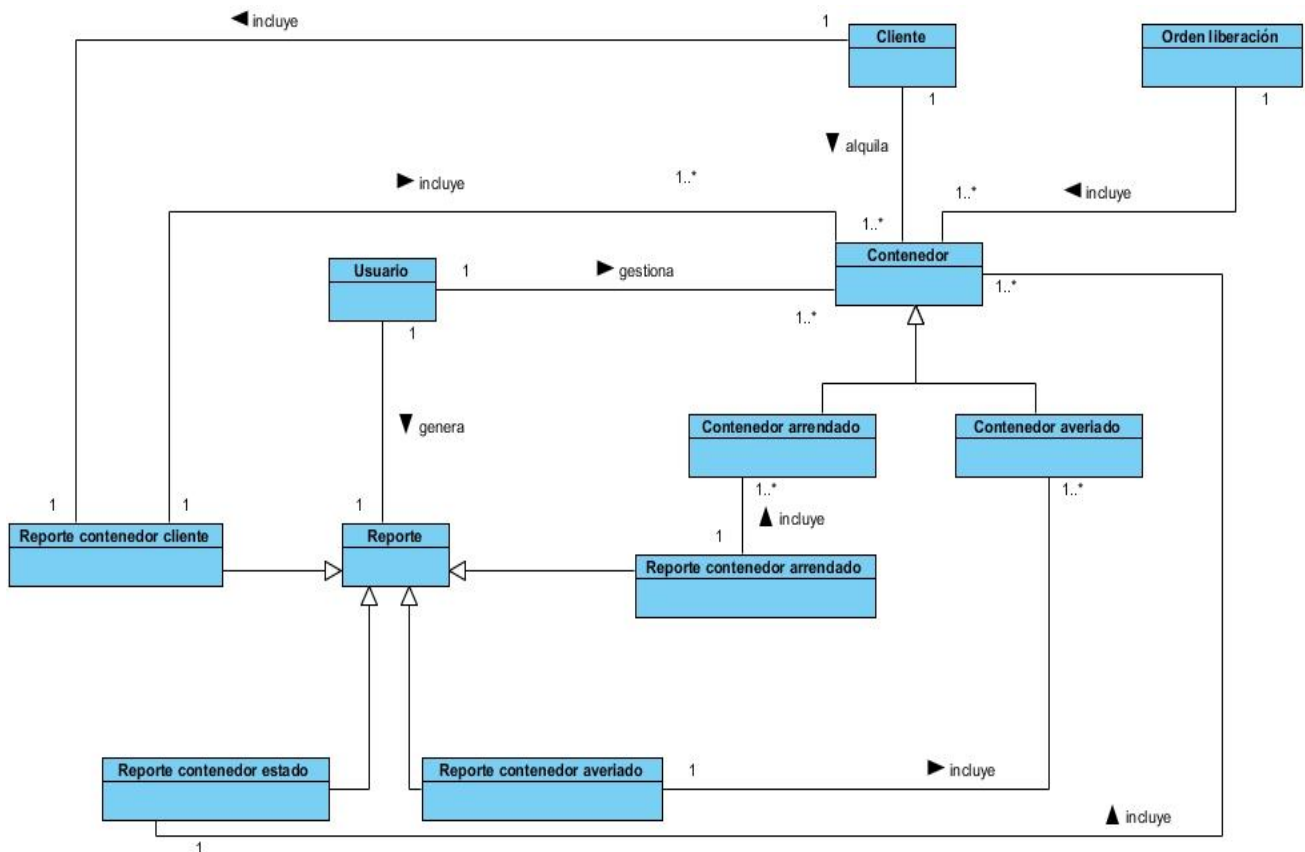 ◄ incluye
1
Cliente
Orden liberación
1
1
▼ alquila
► incluye
1..*
1..*
◄ incluye
1..*
Contenedor
Usuario
1
► gestiona
1..*
1..*
1
▼ genera
Contenedor arrendado
Contenedor averiado
1..*
1..*
▲ incluye
1
1
1
1
Reporte contenedor cliente
Reporte
Reporte contenedor arrendado
Reporte contenedor estado
Reporte contenedor averiado
1
► incluye
▲ incluye
1